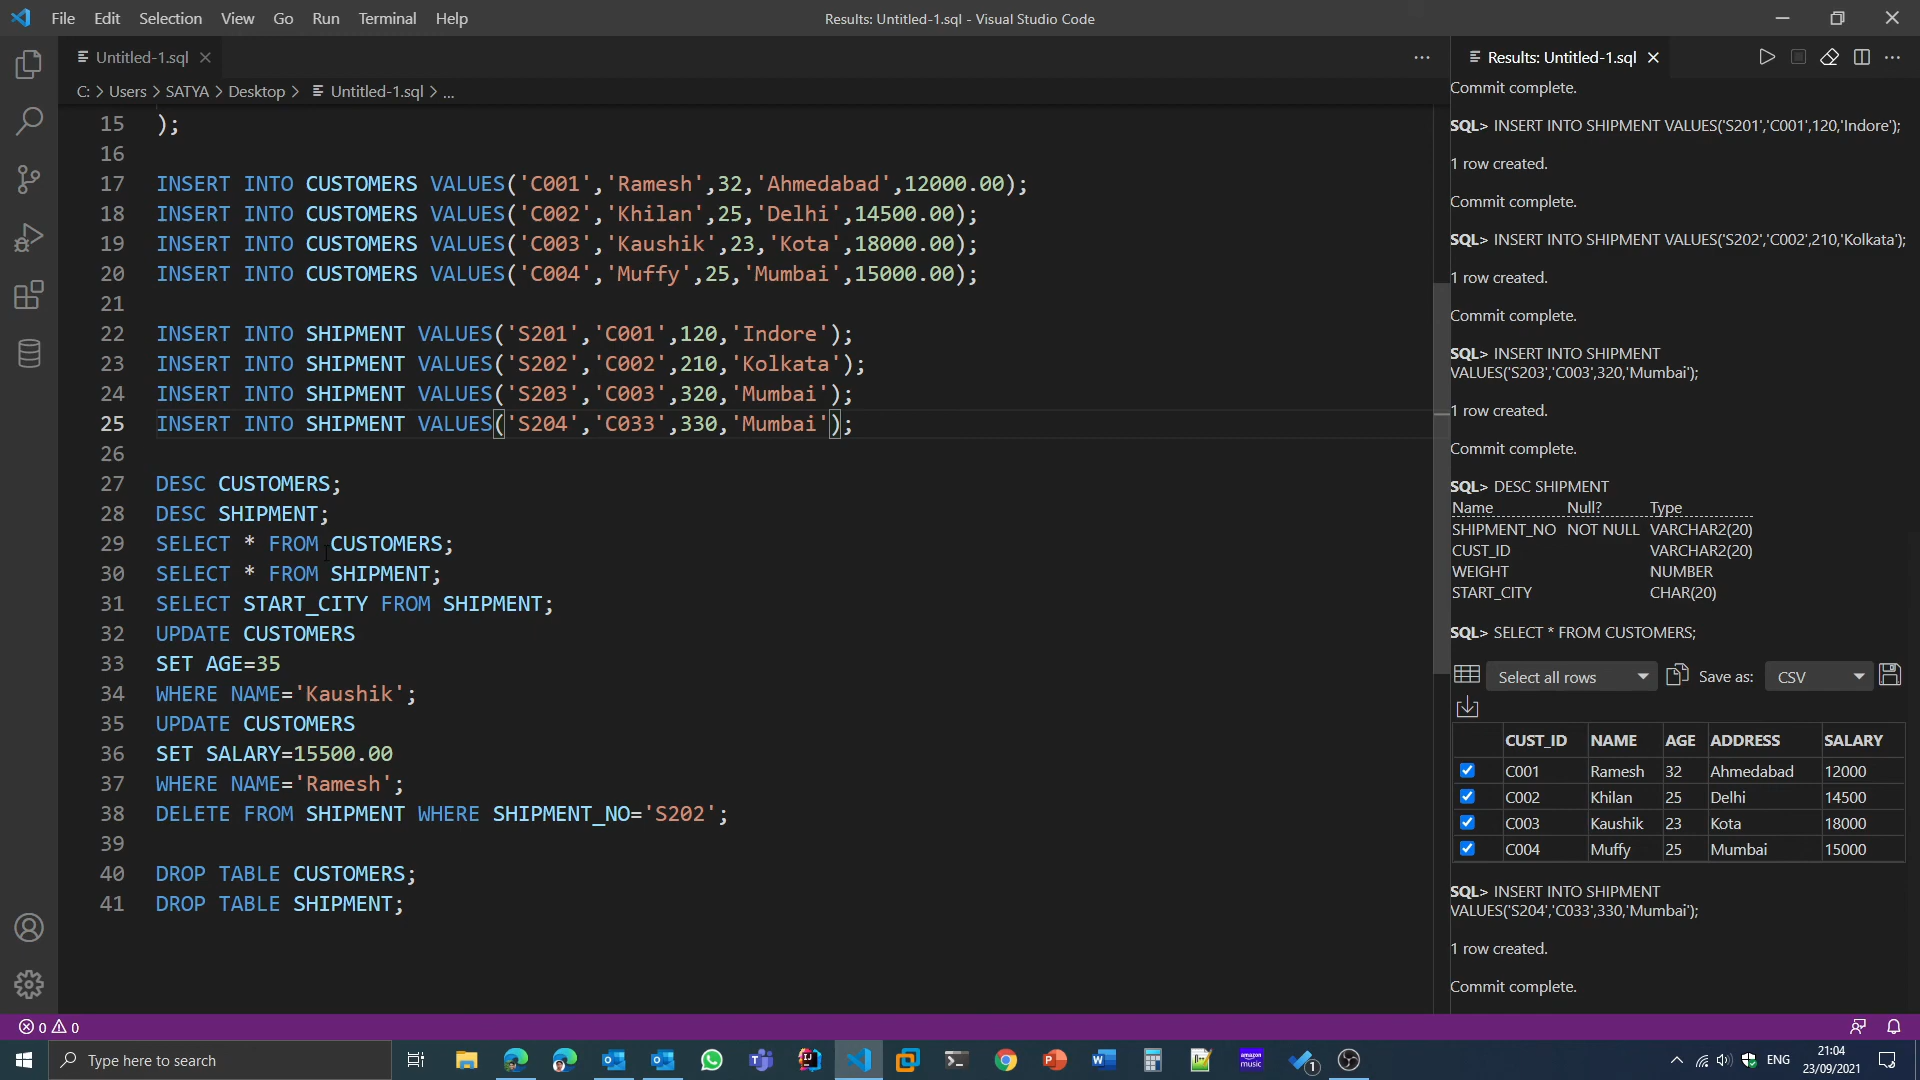 File Edit Selection View Go Run Terminal Help
Results: Untitled-1.sql - Visual Studio Code
Untitled-1.sql
C: > Users > SATYA > Desktop > Untitled-1.sql > ...
15 );
16
17 INSERT INTO CUSTOMERS VALUES('C001','Ramesh',32,'Ahmedabad',12000.00);
18 INSERT INTO CUSTOMERS VALUES('C002','Khilan',25,'Delhi',14500.00);
19 INSERT INTO CUSTOMERS VALUES('C003','Kaushik',23,'Kota',18000.00);
20 INSERT INTO CUSTOMERS VALUES('C004','Muffy',25,'Mumbai',15000.00);
21
22 INSERT INTO SHIPMENT VALUES('S201','C001',120,'Indore');
23 INSERT INTO SHIPMENT VALUES('S202','C002',210,'Kolkata');
24 INSERT INTO SHIPMENT VALUES('S203','C003',320,'Mumbai');
25 INSERT INTO SHIPMENT VALUES('S204','C033',330,'Mumbai');
26
27 DESC CUSTOMERS;
28 DESC SHIPMENT;
29 SELECT * FROM CUSTOMERS;
30 SELECT * FROM SHIPMENT;
31 SELECT START_CITY FROM SHIPMENT;
32 UPDATE CUSTOMERS
33 SET AGE=35
34 WHERE NAME='Kaushik';
35 UPDATE CUSTOMERS
36 SET SALARY=15500.00
37 WHERE NAME='Ramesh';
38 DELETE FROM SHIPMENT WHERE SHIPMENT_NO='S202';
39
40 DROP TABLE CUSTOMERS;
41 DROP TABLE SHIPMENT;
Results: Untitled-1.sql
Commit complete.
SQL> INSERT INTO SHIPMENT VALUES('S201','C001',120,'Indore');
1 row created.
Commit complete.
SQL> INSERT INTO SHIPMENT VALUES('S202','C002',210,'Kolkata');
1 row created.
Commit complete.
SQL> INSERT INTO SHIPMENT
VALUES('S203','C003',320,'Mumbai');
1 row created.
Commit complete.
SQL> DESC SHIPMENT
Name Null? Type
SHIPMENT_NO NOT NULL VARCHAR2(20)
CUST_ID VARCHAR2(20)
WEIGHT NUMBER
START_CITY CHAR(20)
SQL> SELECT * FROM CUSTOMERS;
Select all rows Save as: CSV
CUST_ID NAME AGE ADDRESS SALARY
C001 Ramesh 32 Ahmedabad 12000
C002 Khilan 25 Delhi 14500
C003 Kaushik 23 Kota 18000
C004 Muffy 25 Mumbai 15000
SQL> INSERT INTO SHIPMENT
VALUES('S204','C033',330,'Mumbai');
1 row created.
Commit complete.
0 0
Type here to search
1
ENG
21:04
23/09/2021